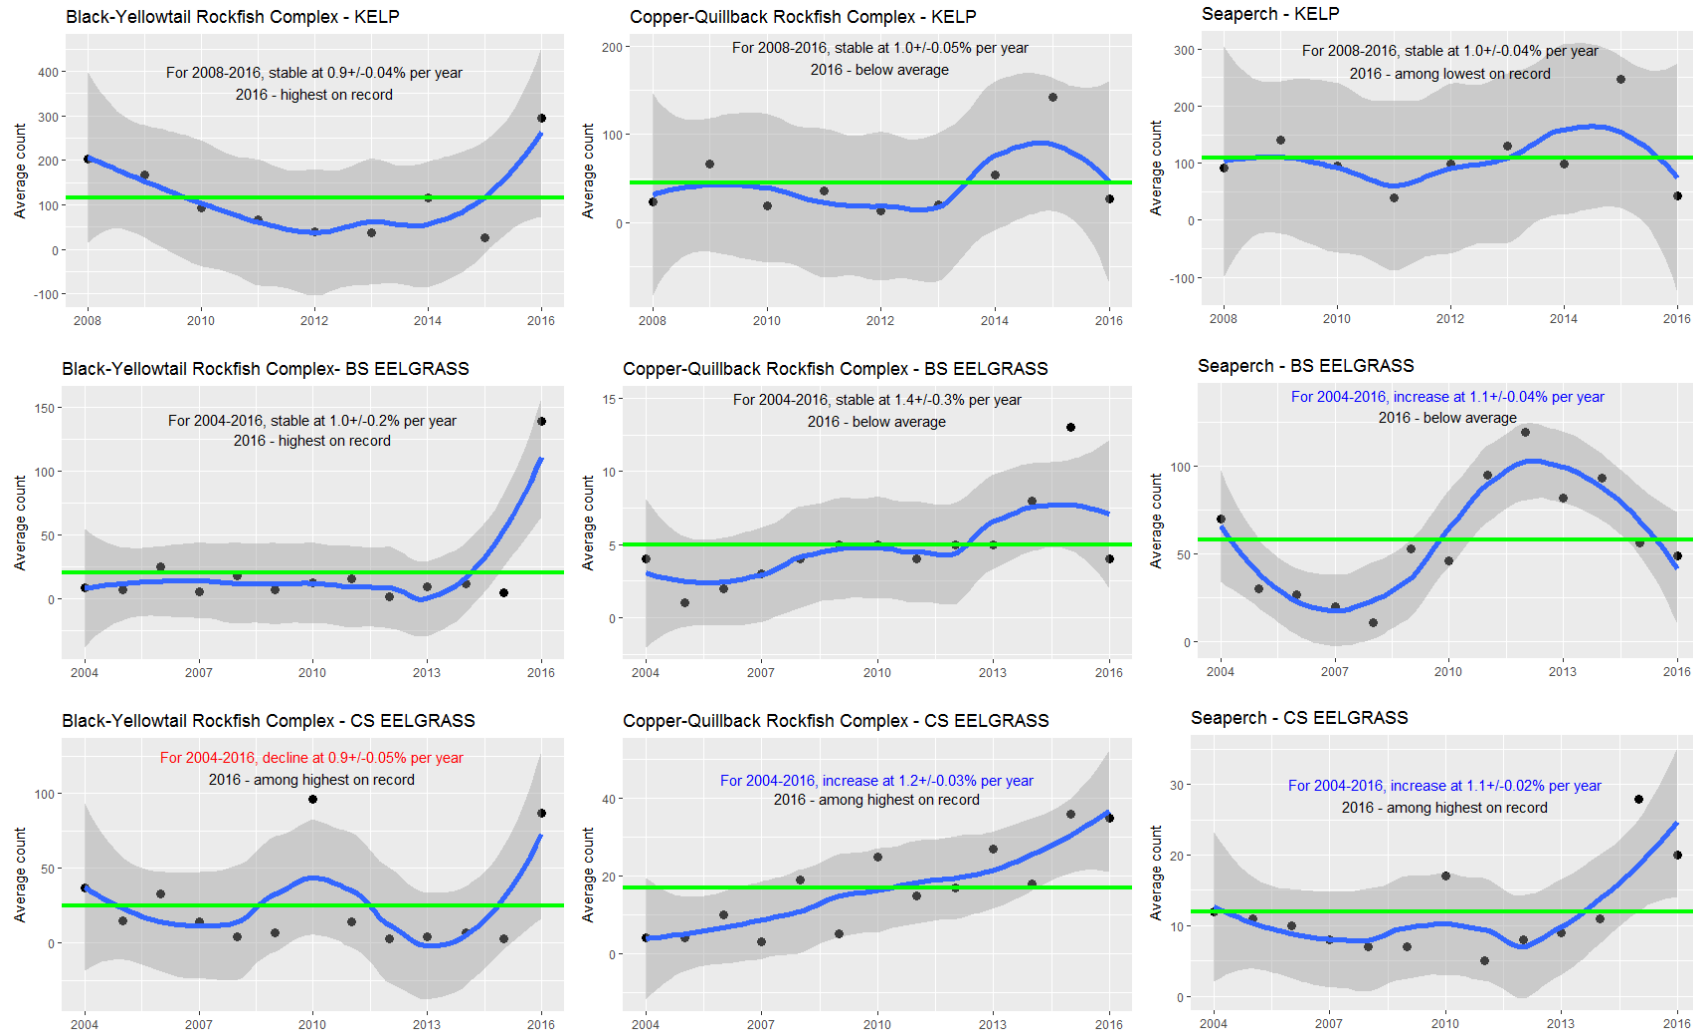 Black-Yellowtail Rockfish Complex - KELP
For 2008-2016, stable at 0.9+/-0.04% per year
2016 - highest on record
Average count
400
300
200
100
0
-100
2008
2010
2012
2014
2016
Copper-Quillback Rockfish Complex - KELP
For 2008-2016, stable at 1.0+/-0.05% per year
2016 - below average
Average count
200
100
0
2008
2010
2012
2014
2016
Seaperch - KELP
For 2008-2016, stable at 1.0+/-0.04% per year
2016 - among lowest on record
Average count
300
200
100
0
-100
2008
2010
2012
2014
2016
Black-Yellowtail Rockfish Complex- BS EELGRASS
For 2004-2016, stable at 1.0+/-0.2% per year
2016 - highest on record
Average count
150
100
50
0
2004
2007
2010
2013
2016
Copper-Quillback Rockfish Complex - BS EELGRASS
For 2004-2016, stable at 1.4+/-0.3% per year
2016 - below average
Average count
15
10
5
0
2004
2007
2010
2013
2016
Seaperch - BS EELGRASS
For 2004-2016, increase at 1.1+/-0.04% per year
2016 - below average
Average count
100
50
0
2004
2007
2010
2013
2016
Black-Yellowtail Rockfish Complex - CS EELGRASS
For 2004-2016, decline at 0.9+/-0.05% per year
2016 - among highest on record
Average count
100
50
0
2004
2007
2010
2013
2016
Copper-Quillback Rockfish Complex - CS EELGRASS
For 2004-2016, increase at 1.2+/-0.03% per year
2016 - among highest on record
Average count
40
20
0
2004
2007
2010
2013
2016
Seaperch - CS EELGRASS
For 2004-2016, increase at 1.1+/-0.02% per year
2016 - among highest on record
Average count
30
20
10
0
2004
2007
2010
2013
2016